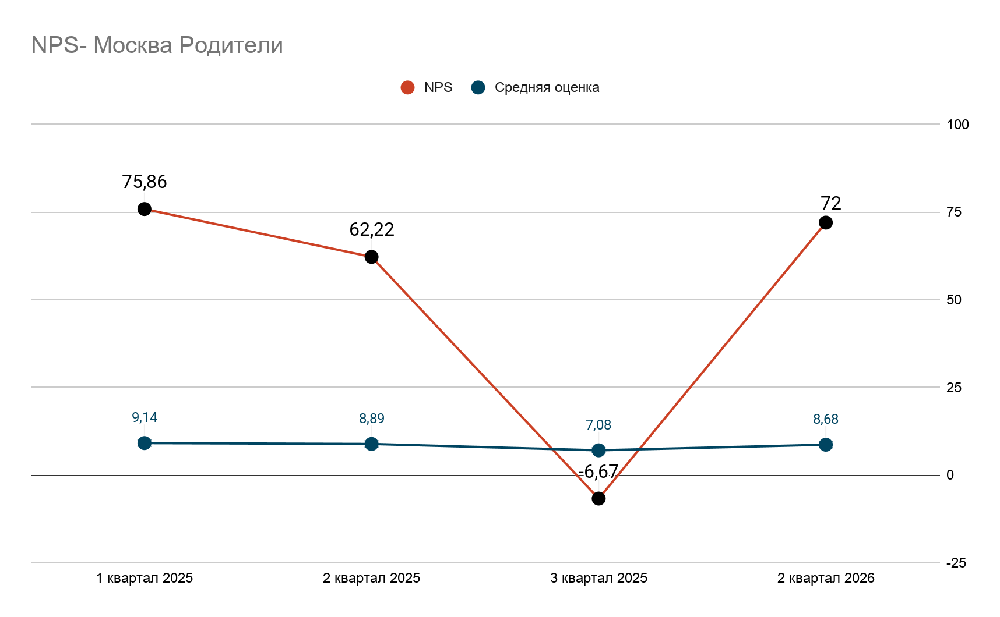 NPS- Москва Родители
NPS
Средняя оценка
100
75
50
25
0
-25
75,86
62,22
-6,67
72
9,14
8,89
7,08
8,68
1 квартал 2025
2 квартал 2025
3 квартал 2025
2 квартал 2026